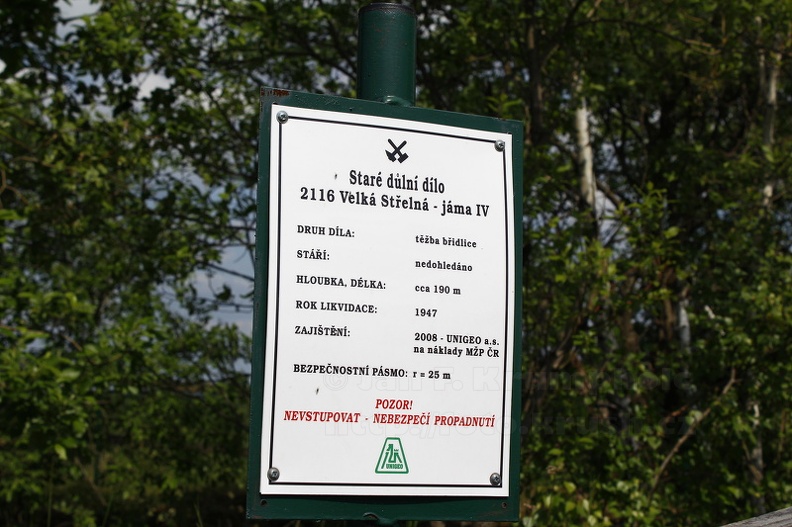 Staré důlní dílo
2116 Velká Střelná - jáma IV
DRUH DÍLA: těžba břidlice
STÁŘÍ: nedohledáno
HLOUBKA, DÉLKA: cca 190 m
ROK LIKVIDACE: 1947
ZAJIŠTĚNÍ: 2008 - UNIGEO a.s.
na náklady MŽP ČR
BEZPEČNOSTNÍ PÁSMO: r = 25 m
POZOR!
NEVSTUPOVAT - NEBEZPEČÍ PROPADNUTÍ
UNIGEO